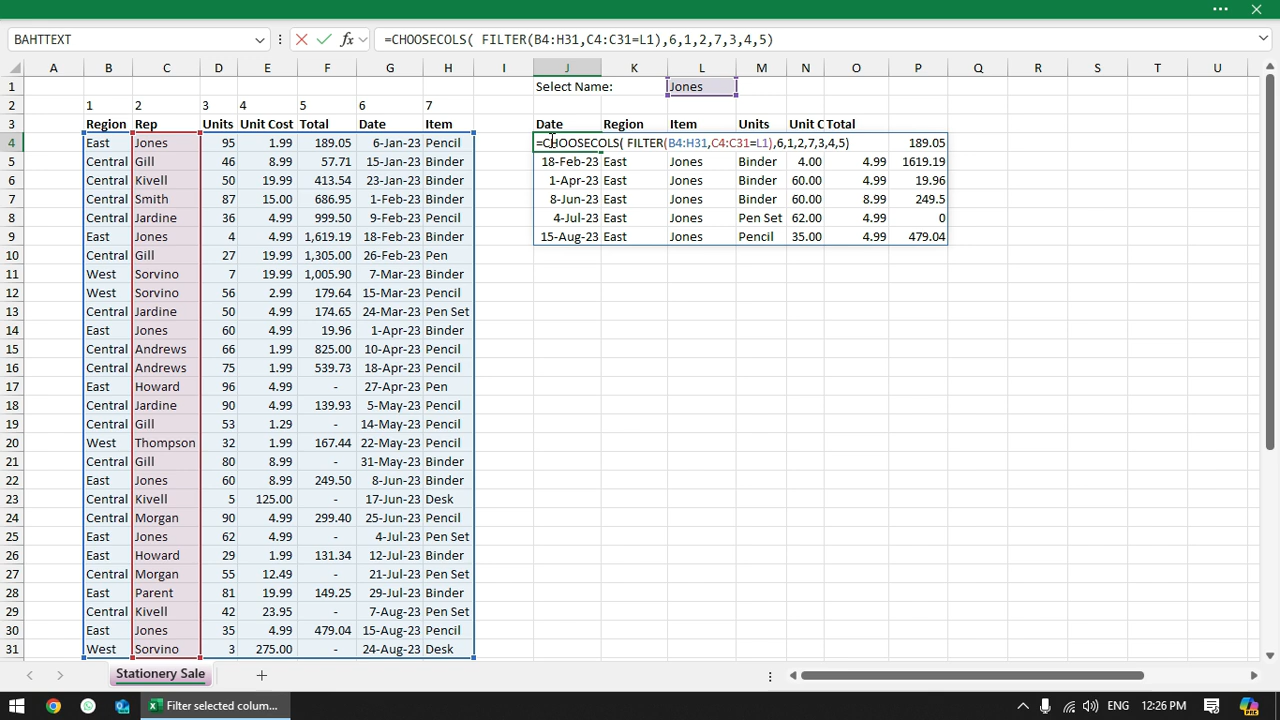 BAHTTEXT fx =CHOOSECOLS( FILTER(B4:H31,C4:C31=L1),6,1,2,7,3,4,5)
A B C D E F G H I J K L M N O P Q R S T U
1 Select Name: Jones
2 1 2 3 4 5 6 7
3 Region Rep Units Unit Cost Total Date Item Date Region Item Units Unit C Total
4 East Jones 95 1.99 189.05 6-Jan-23 Pencil =CHOOSECOLS( FILTER(B4:H31,C4:C31=L1),6,1,2,7,3,4,5) 189.05
5 Central Gill 46 8.99 57.71 15-Jan-23 Binder 18-Feb-23 East Jones Binder 4.00 4.99 1619.19
6 Central Kivell 50 19.99 413.54 23-Jan-23 Binder 1-Apr-23 East Jones Binder 60.00 4.99 19.96
7 Central Smith 87 15.00 686.95 1-Feb-23 Binder 8-Jun-23 East Jones Binder 60.00 8.99 249.5
8 Central Jardine 36 4.99 999.50 9-Feb-23 Pencil 4-Jul-23 East Jones Pen Set 62.00 4.99 0
9 East Jones 4 4.99 1,619.19 18-Feb-23 Binder 15-Aug-23 East Jones Pencil 35.00 4.99 479.04
10 Central Gill 27 19.99 1,305.00 26-Feb-23 Pen
11 West Sorvino 7 19.99 1,005.90 7-Mar-23 Binder
12 West Sorvino 56 2.99 179.64 15-Mar-23 Pencil
13 Central Jardine 50 4.99 174.65 24-Mar-23 Pen Set
14 East Jones 60 4.99 19.96 1-Apr-23 Binder
15 Central Andrews 66 1.99 825.00 10-Apr-23 Pencil
16 Central Andrews 75 1.99 539.73 18-Apr-23 Pencil
17 East Howard 96 4.99 - 27-Apr-23 Pen
18 Central Jardine 90 4.99 139.93 5-May-23 Pencil
19 Central Gill 53 1.29 - 14-May-23 Pencil
20 West Thompson 32 1.99 167.44 22-May-23 Pencil
21 Central Gill 80 8.99 - 31-May-23 Binder
22 East Jones 60 8.99 249.50 8-Jun-23 Binder
23 Central Kivell 5 125.00 - 17-Jun-23 Desk
24 Central Morgan 90 4.99 299.40 25-Jun-23 Pencil
25 East Jones 62 4.99 - 4-Jul-23 Pen Set
26 East Howard 29 1.99 131.34 12-Jul-23 Binder
27 Central Morgan 55 12.49 - 21-Jul-23 Pen Set
28 East Parent 81 19.99 149.25 29-Jul-23 Binder
29 Central Kivell 42 23.95 - 7-Aug-23 Pen Set
30 East Jones 35 4.99 479.04 15-Aug-23 Pencil
31 West Sorvino 3 275.00 - 24-Aug-23 Desk
Stationery Sale
Filter selected colum... ENG 12:26 PM PRE